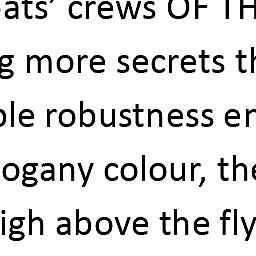 ats’ crews OF TH
g more secrets th
ble robustness en
ogany colour, the
igh above the fly